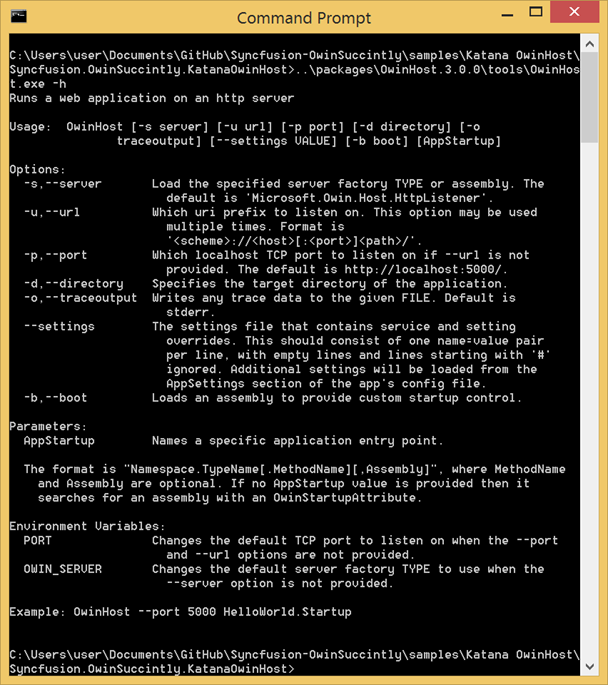 Command Prompt
C:\Users\user\Documents\GitHub\Syncfusion-OwinSuccintly\samples\Katana OwinHost\
Syncfusion.OwinSuccintly.KatanaOwinHost>..\packages\OwinHost.3.0.0\tools\OwinHos
t.exe -h
Runs a web application on an http server
Usage:  OwinHost [-s server] [-u url] [-p port] [-d directory] [-o
traceoutput] [--settings VALUE] [-b boot] [AppStartup]
Options:
-s,--server       Load the specified server factory TYPE or assembly. The
default is 'Microsoft.Owin.Host.HttpListener'.
-u,--url          Which uri prefix to listen on. This option may be used
multiple times. Format is
'<scheme>://<host>[:<port>]<path>/'.
-p,--port         Which localhost TCP port to listen on if --url is not
provided. The default is http://localhost:5000/.
-d,--directory    Specifies the target directory of the application.
-o,--traceoutput  Writes any trace data to the given FILE. Default is
stderr.
--settings        The settings file that contains service and setting
overrides. This should consist of one name=value pair
per line, with empty lines and lines starting with '#'
ignored. Additional settings will be loaded from the
AppSettings section of the app's config file.
-b,--boot         Loads an assembly to provide custom startup control.
Parameters:
AppStartup        Names a specific application entry point.
The format is "Namespace.TypeName[.MethodName][,Assembly]", where MethodName
and Assembly are optional. If no AppStartup value is provided then it
searches for an assembly with an OwinStartupAttribute.
Environment Variables:
PORT              Changes the default TCP port to listen on when the --port
and --url options are not provided.
OWIN_SERVER       Changes the default server factory TYPE to use when the
--server option is not provided.
Example: OwinHost --port 5000 HelloWorld.Startup
C:\Users\user\Documents\GitHub\Syncfusion-OwinSuccintly\samples\Katana OwinHost\
Syncfusion.OwinSuccintly.KatanaOwinHost>